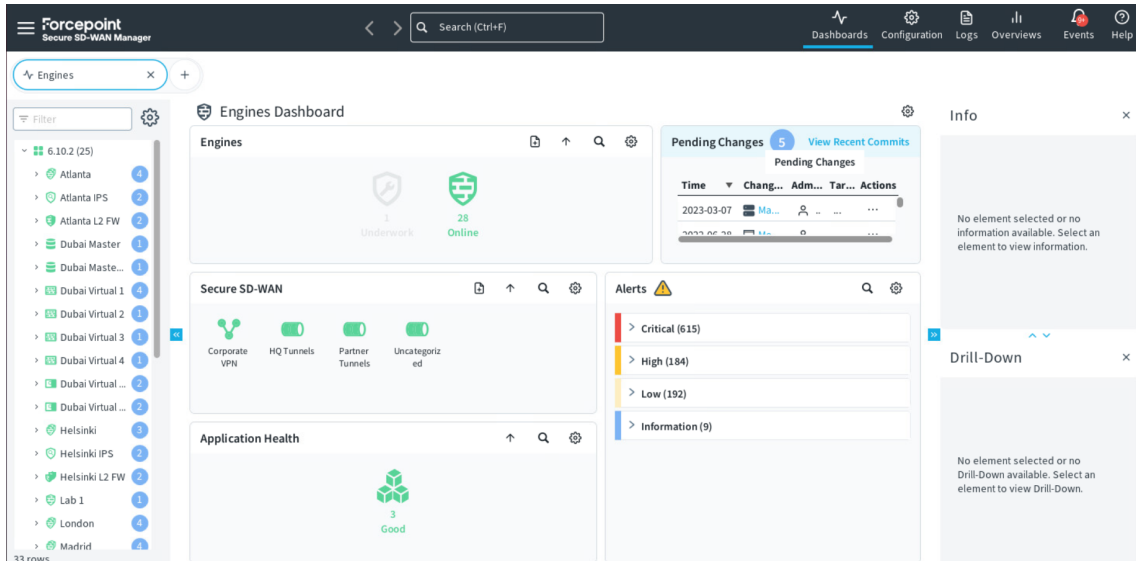 Forcepoint
Secure SD-WAN Manager
Search (Ctrl+F)
Dashboards
Configuration
Logs
Overviews
9+
Events
Help
Engines
Filter
6.10.2 (25)
Atlanta 4
Atlanta IPS 2
Atlanta L2 FW 2
Dubai Master 1
Dubai Maste... 1
Dubai Virtual 1 4
Dubai Virtual 2 1
Dubai Virtual 3 1
Dubai Virtual 4 1
Dubai Virtual ... 2
Dubai Virtual ... 2
Helsinki 3
Helsinki IPS 2
Helsinki L2 FW 2
Lab 1 1
London 4
Madrid 4
33 rows
Engines Dashboard
Engines
1
Underwork
28
Online
Pending Changes 5 View Recent Commits
Pending Changes
Time Chang... Adm... Tar... Actions
2023-03-07 Ma... .. ... ...
Secure SD-WAN
Corporate
VPN
HQ Tunnels
Partner
Tunnels
Uncategoriz
ed
Alerts
Critical (615)
High (184)
Low (192)
Information (9)
Application Health
3
Good
Info
No element selected or no
information available. Select an
element to view information.
Drill-Down
No element selected or no
Drill-Down available. Select an
element to view Drill-Down.